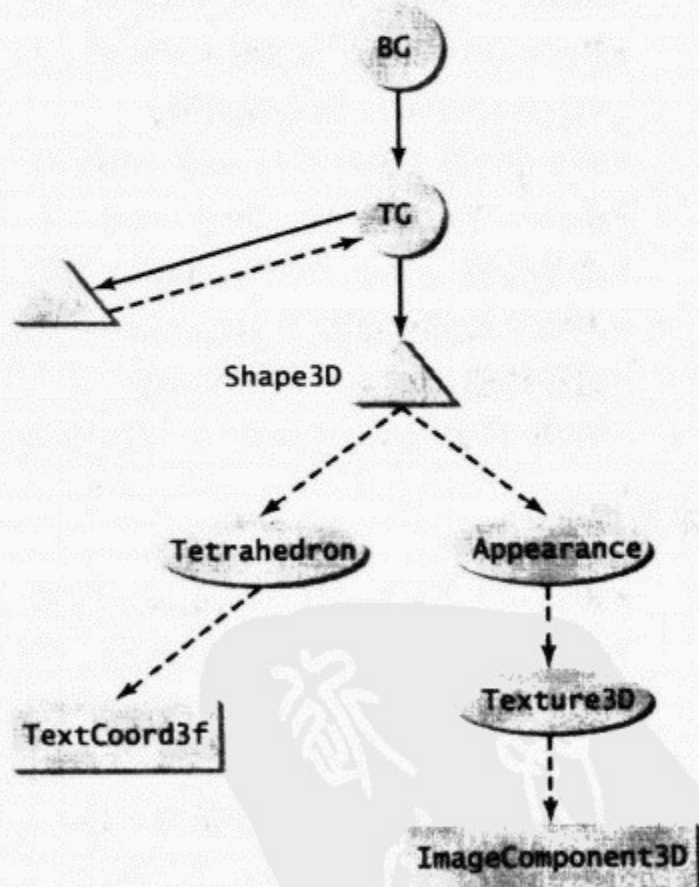 BG
TG
Shape3D
Tetrahedron
Appearance
TextCoord3f
Texture3D
ImageComponent3D